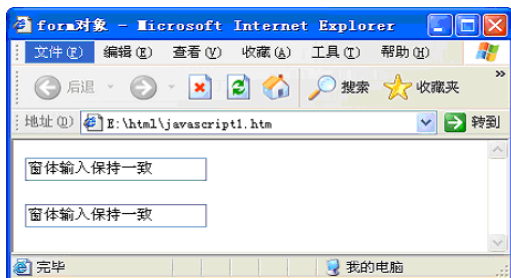 form对象 - Microsoft Internet Explorer
文件(F) 编辑(E) 查看(V) 收藏(A) 工具(T) 帮助(H)
后退 搜索 收藏夹 »
地址(D) E:\html\javascript1.htm 转到
窗体输入保持一致
窗体输入保持一致
完毕 我的电脑